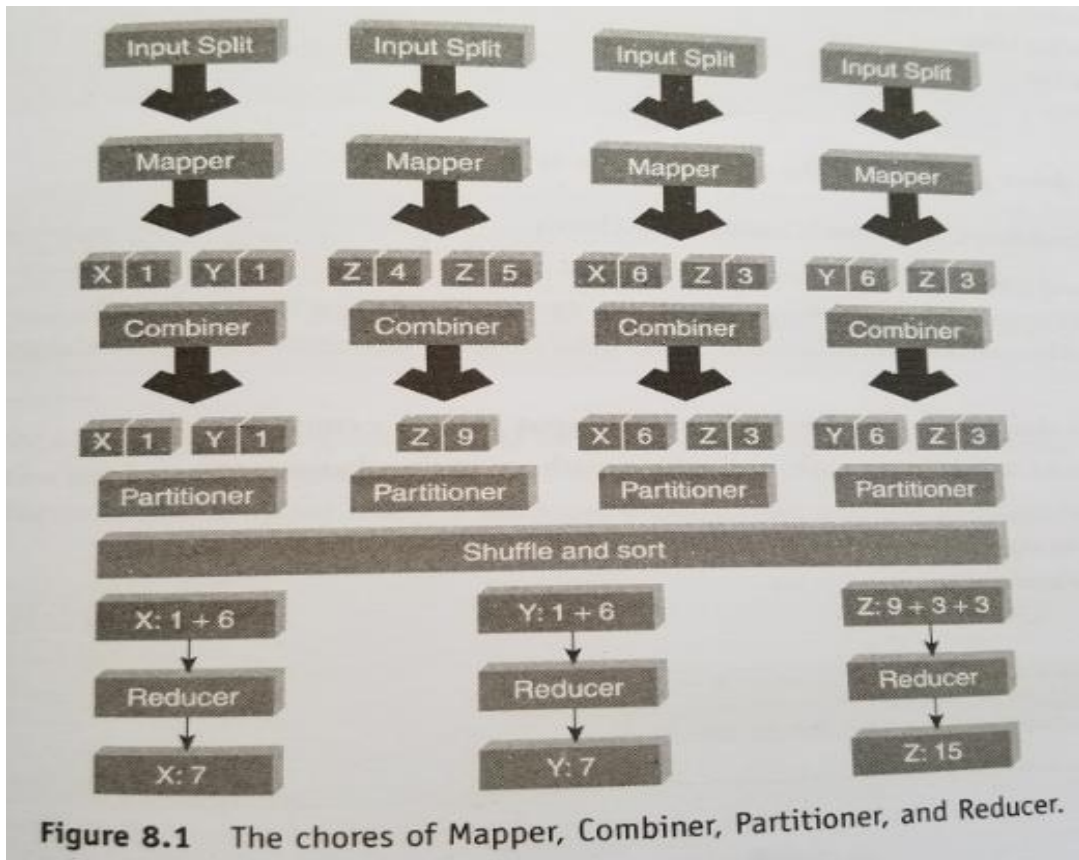 Input Split Input Split Input Split Input Split
Mapper Mapper Mapper Mapper
X 1 Y 1 Z 4 Z 5 X 6 Z 3 Y 6 Z 3
Combiner Combiner Combiner Combiner
X 1 Y 1 Z 9 X 6 Z 3 Y 6 Z 3
Partitioner Partitioner Partitioner Partitioner
Shuffle and sort
X: 1 + 6 Y: 1 + 6 Z: 9 + 3 + 3
Reducer Reducer Reducer
X: 7 Y: 7 Z: 15
Figure 8.1 The chores of Mapper, Combiner, Partitioner, and Reducer.